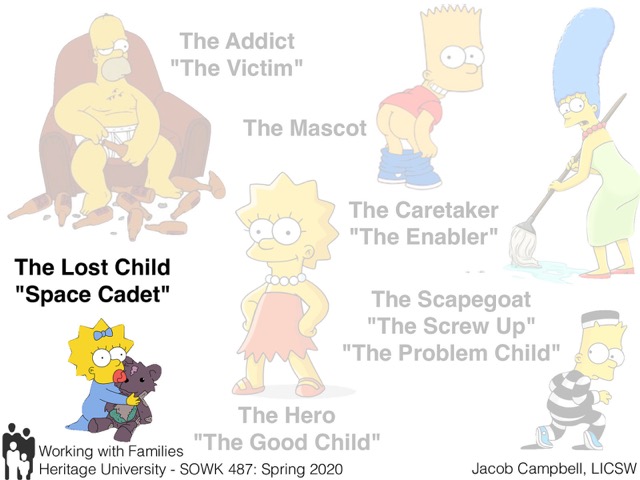 The Addict
"The Victim"
The Mascot
The Caretaker
"The Enabler"
The Lost Child
"Space Cadet"
The Scapegoat
"The Screw Up"
"The Problem Child"
The Hero
"The Good Child"
Working with Families
Heritage University - SOWK 487: Spring 2020
Jacob Campbell, LICSW